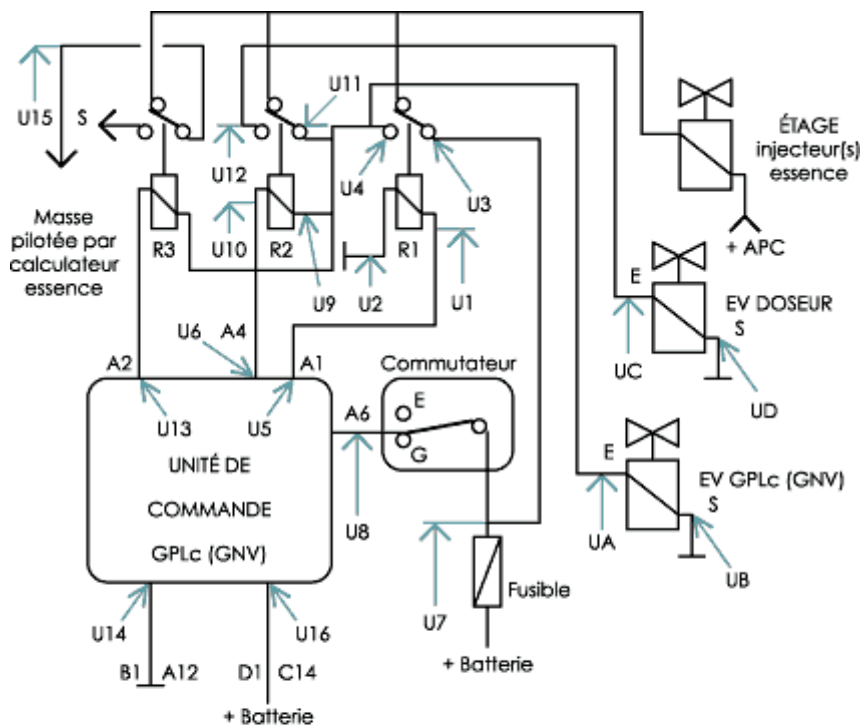 U15
S
U11
U12
U4
U3
ÉTAGE
injecteur(s)
essence
Masse
pilotée par
calculateur
essence
R3
U10
R2
R1
U9
U2
U1
+ APC
E
EV DOSEUR
S
UC
UD
U6
A4
A2
A1
Commutateur
U13
U5
A6
E
G
UNITÉ DE
COMMANDE
GPLc (GNV)
U8
E
EV GPLc (GNV)
S
UA
UB
Fusible
U7
U14
U16
+ Batterie
B1
A12
D1
C14
+ Batterie